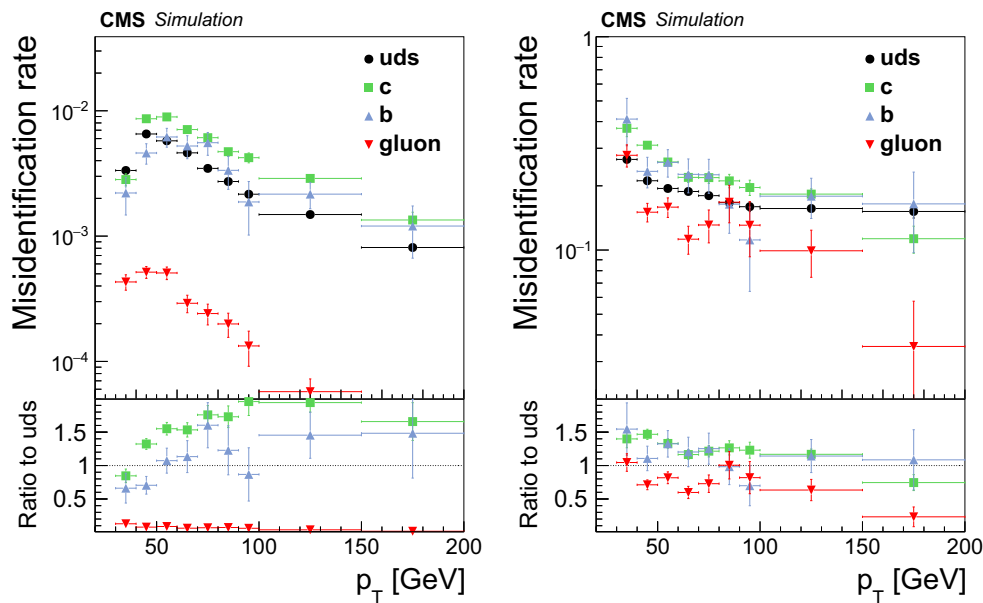 CMS Simulation
Misidentification rate
10⁻²
10⁻³
10⁻⁴
uds
c
b
gluon
Ratio to uds
1.5
1
0.5
50 100 150 200
p_T [GeV]
CMS Simulation
Misidentification rate
1
10⁻¹
uds
c
b
gluon
Ratio to uds
1.5
1
0.5
50 100 150 200
p_T [GeV]